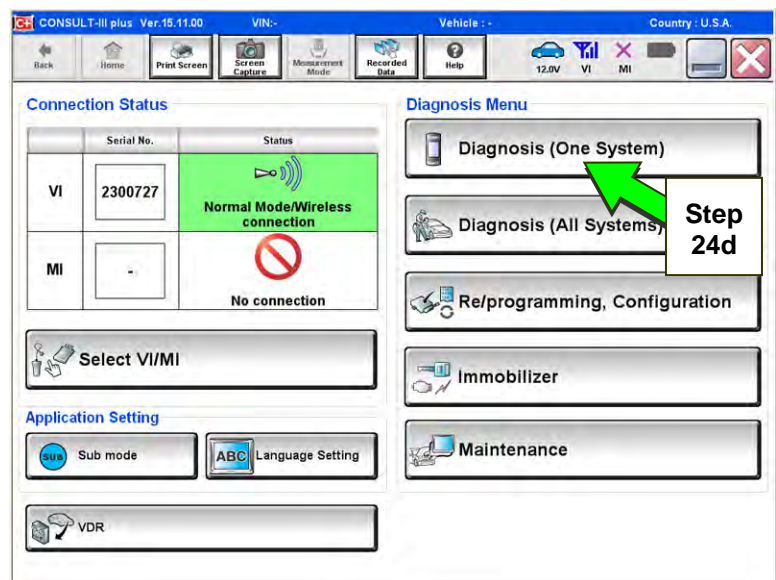 CONSULT-III plus Ver.15.11.00 VIN:- Vehicle : - Country : U.S.A.
Back
Home
Print Screen
Screen
Capture
Measurement
Mode
Recorded
Data
Help
12.0V
VI
MI
Connection Status
Serial No.
Status
VI
2300727
Normal Mode/Wireless
connection
MI
-
No connection
Select VI/MI
Application Setting
SUB
Sub mode
ABC
Language Setting
VDR
Diagnosis Menu
Diagnosis (One System)
Diagnosis (All Systems)
Step
24d
Re/programming, Configuration
Immobilizer
Maintenance